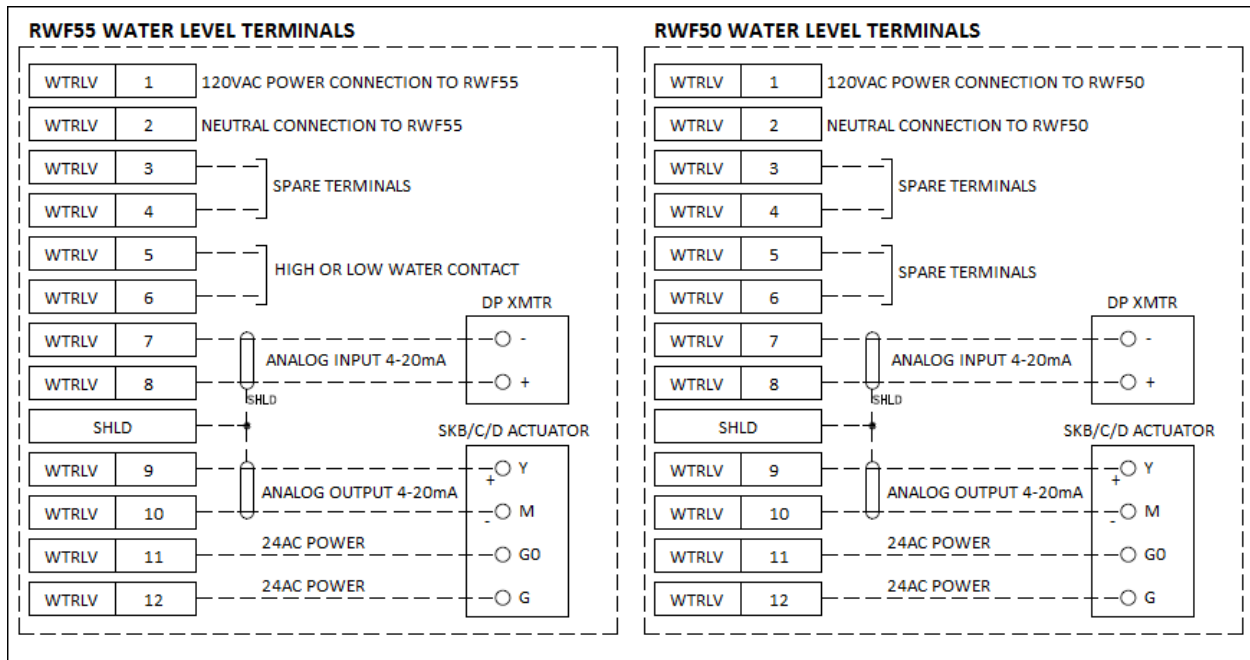 RWF55 WATER LEVEL TERMINALS
WTRLV 1 120VAC POWER CONNECTION TO RWF55
WTRLV 2 NEUTRAL CONNECTION TO RWF55
WTRLV 3
SPARE TERMINALS
WTRLV 4
WTRLV 5
HIGH OR LOW WATER CONTACT
WTRLV 6
DP XMTR
WTRLV 7 -
ANALOG INPUT 4-20mA
WTRLV 8 +
SHLD
SHLD
SKB/C/D ACTUATOR
WTRLV 9 + Y
ANALOG OUTPUT 4-20mA
WTRLV 10 - M
24AC POWER
WTRLV 11 G0
24AC POWER
WTRLV 12 G
RWF50 WATER LEVEL TERMINALS
WTRLV 1 120VAC POWER CONNECTION TO RWF50
WTRLV 2 NEUTRAL CONNECTION TO RWF50
WTRLV 3
SPARE TERMINALS
WTRLV 4
WTRLV 5
SPARE TERMINALS
WTRLV 6
DP XMTR
WTRLV 7 -
ANALOG INPUT 4-20mA
WTRLV 8 +
SHLD
SHLD
SKB/C/D ACTUATOR
WTRLV 9 + Y
ANALOG OUTPUT 4-20mA
WTRLV 10 - M
24AC POWER
WTRLV 11 G0
24AC POWER
WTRLV 12 G